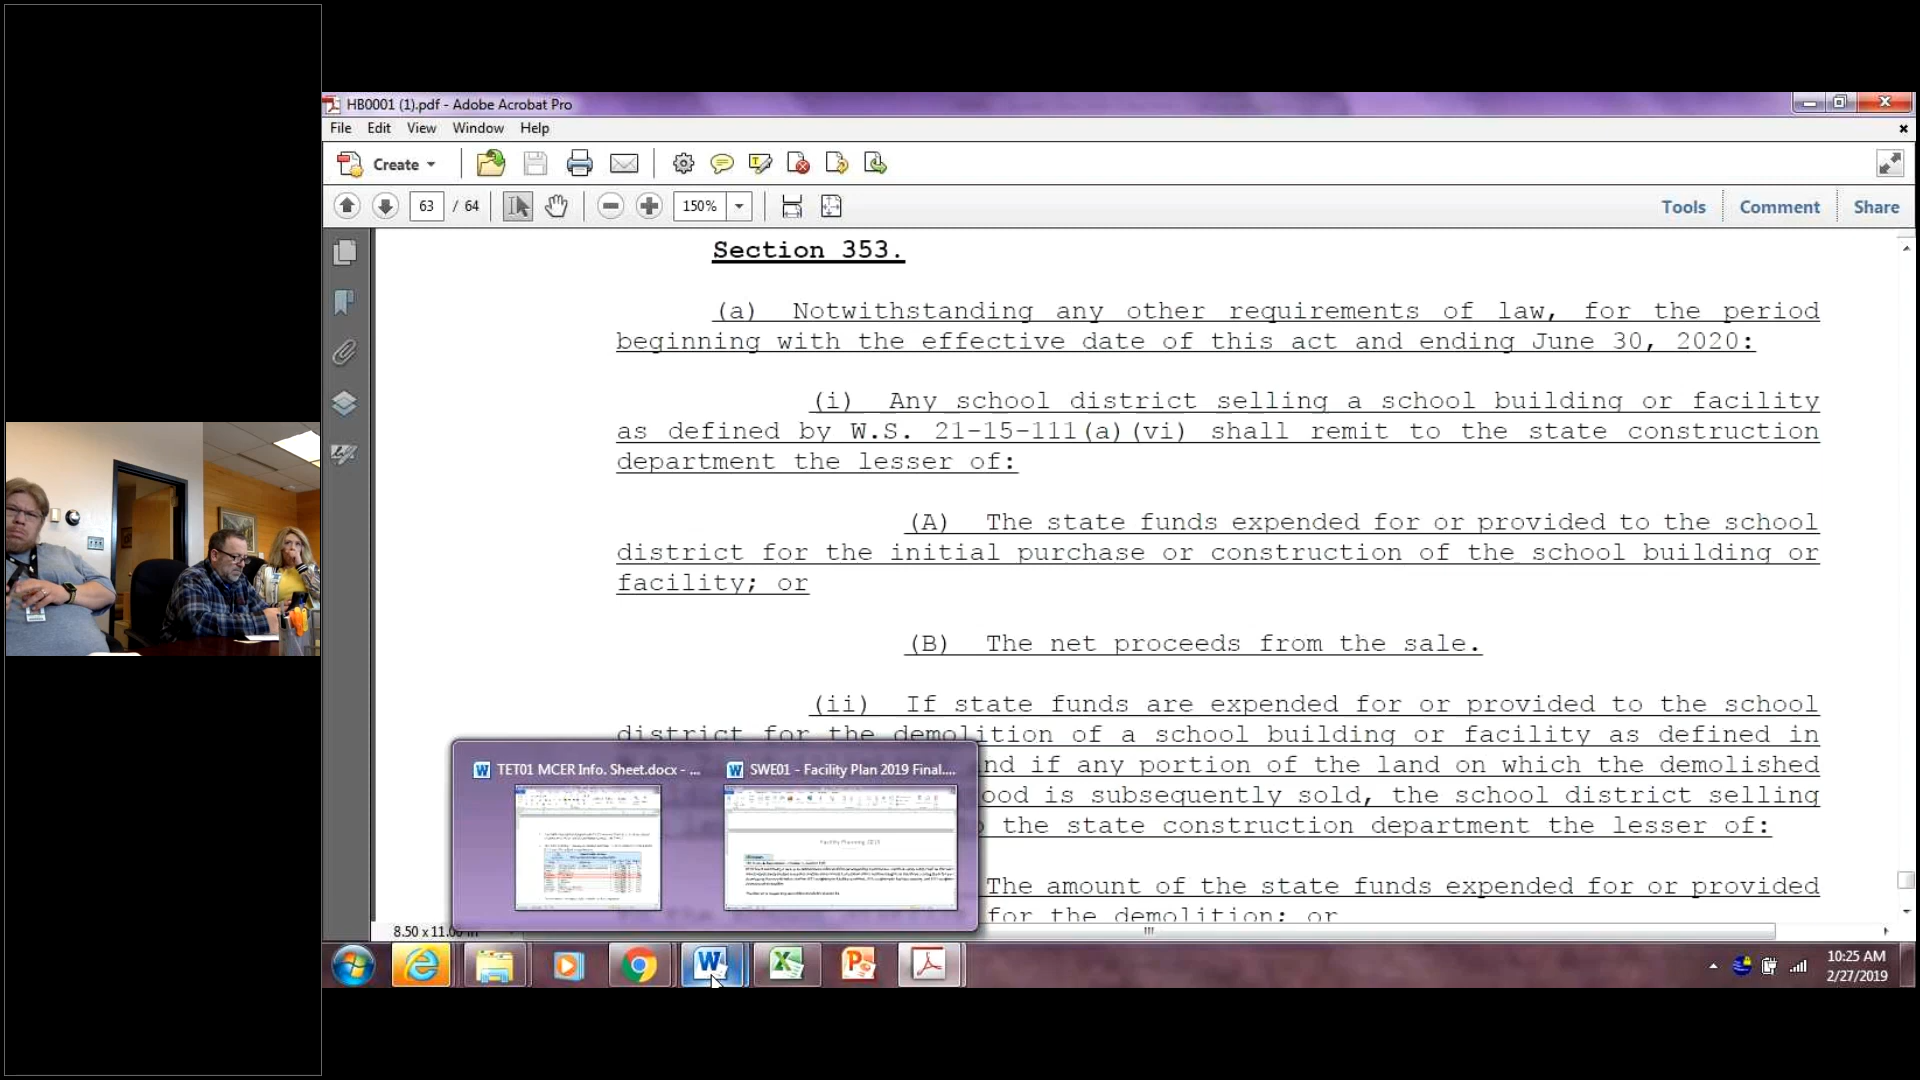 HB0001 (1).pdf - Adobe Acrobat Pro
File Edit View Window Help
Create
63 / 64 150% Tools Comment Share
Section 353.
(a) Notwithstanding any other requirements of law, for the period
beginning with the effective date of this act and ending June 30, 2020:
(i) Any school district selling a school building or facility
as defined by W.S. 21-15-111(a)(vi) shall remit to the state construction
department the lesser of:
(A) The state funds expended for or provided to the school
district for the initial purchase or construction of the school building or
facility; or
(B) The net proceeds from the sale.
(ii) If state funds are expended for or provided to the school
district for the demolition of a school building or facility as defined in
nd if any portion of the land on which the demolished
ood is subsequently sold, the school district selling
the state construction department the lesser of:
The amount of the state funds expended for or provided
for the demolition; or
TET01 MCER Info. Sheet.docx - ...
SWE01 - Facility Plan 2019 Final....
Facility Planning 2019
8.50 x 11.00 in
10:25 AM
2/27/2019